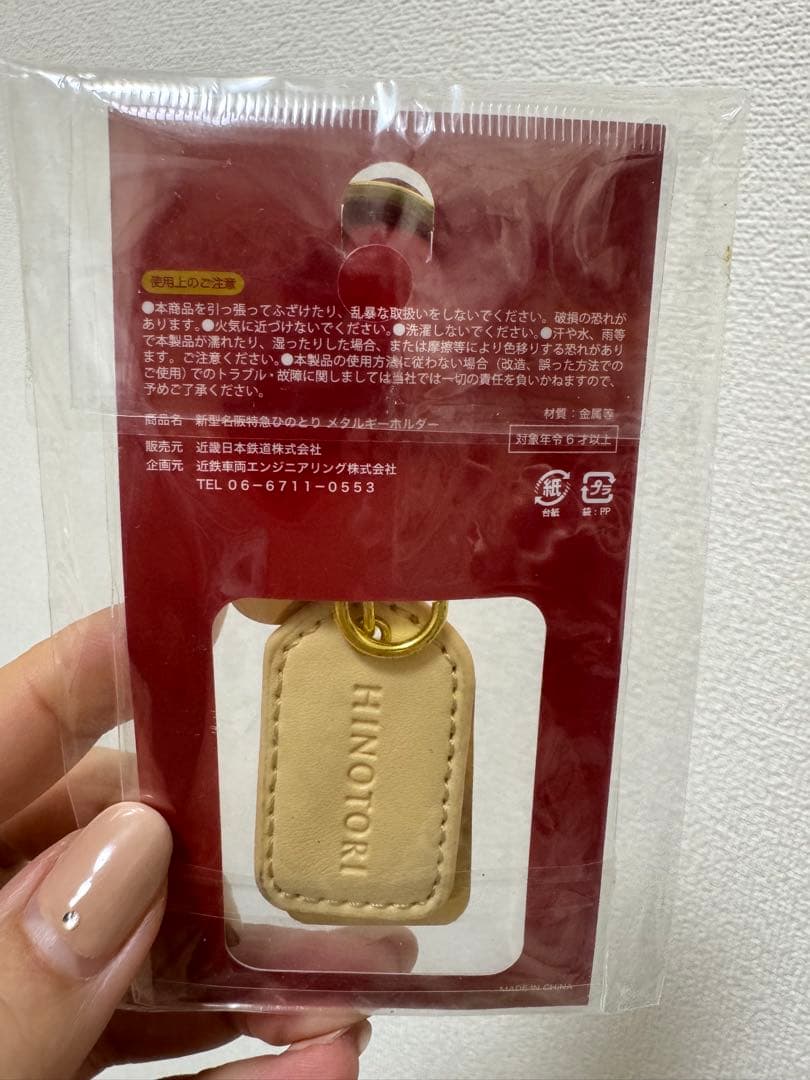 使用上のご注意
●本商品を引っ張ってふざけたり、乱暴な取扱いをしないでください。破損の恐れが
あります。●火気に近づけないでください。●洗濯しないでください。●汗や水、雨等
で本製品が濡れたり、湿ったりした場合、または摩擦等により色移りする恐れがあり
ます。ご注意ください。●本製品の使用方法に従わない場合（改造、誤った方法での
ご使用）でのトラブル・故障に関しましては当社では一切の責任を負いかねますので、
予めご了承ください。
材質：金属等
商品名　新型名阪特急ひのとり メタルキーホルダー
対象年令６才以上
販売元　近畿日本鉄道株式会社
企画元　近鉄車両エンジニアリング株式会社
TEL 06－6711－0553
紙
プラ
台紙
袋：PP
HINOTORI
MADE IN CHINA